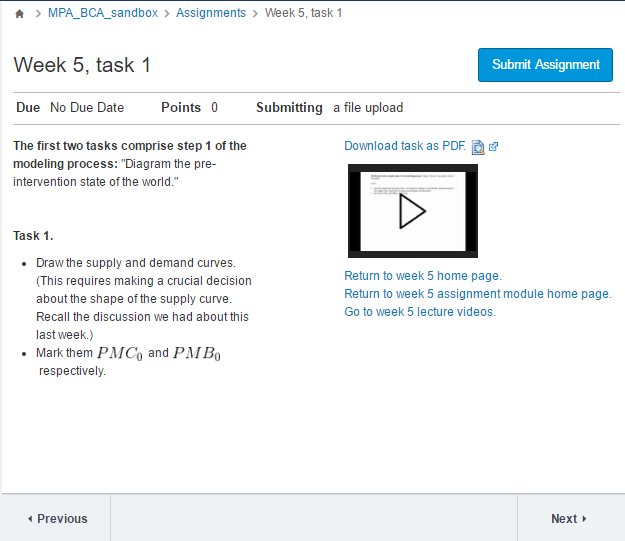 MPA_BCA_sandbox > Assignments > Week 5, task 1
Week 5, task 1
Submit Assignment
Due No Due Date Points 0 Submitting a file upload
The first two tasks comprise step 1 of the
modeling process: "Diagram the pre-
intervention state of the world."
Task 1.
• Draw the supply and demand curves.
(This requires making a crucial decision
about the shape of the supply curve.
Recall the discussion we had about this
last week.)
• Mark them PMC₀ and PMB₀
respectively.
Download task as PDF.
Return to week 5 home page.
Return to week 5 assignment module home page.
Go to week 5 lecture videos.
Previous
Next